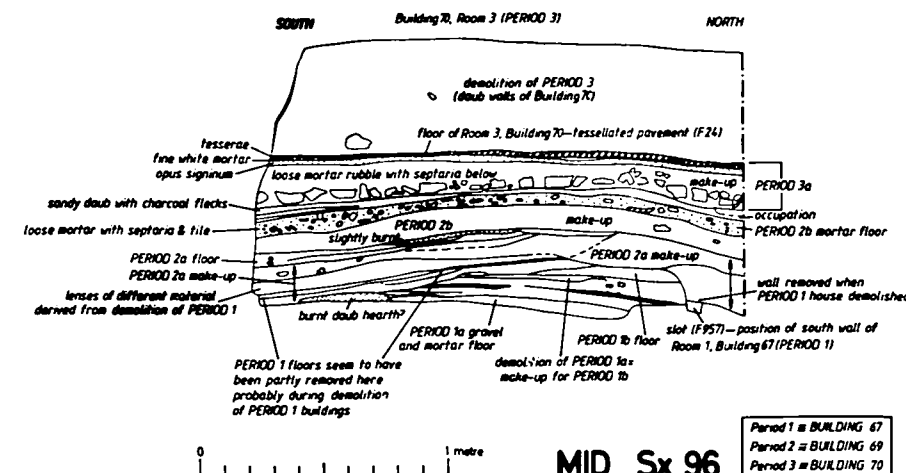 SOUTH
Building 70, Room 3 (PERIOD 3)
NORTH
demolition of PERIOD 3
(daub walls of Building 70)
floor of Room 3, Building 70—tessellated pavement (F24)
tesserae
fine white mortar
opus signinum
loose mortar rubble with septaria below
make-up
PERIOD 3a
sandy daub with charcoal flecks
occupation
loose mortar with septaria & tile
PERIOD 2b
make-up
PERIOD 2b mortar floor
slightly burnt
PERIOD 2a floor
PERIOD 2a make-up
PERIOD 2a make-up
lenses of different material
derived from demolition of PERIOD 1
wall removed when
PERIOD 1 house demolished
burnt daub hearth?
PERIOD 1a gravel
and mortar floor
PERIOD 1b floor
slot (F957)—position of south wall of
Room 1, Building 67 (PERIOD 1)
demolition of PERIOD 1a=
make-up for PERIOD 1b
PERIOD 1 floors seem to have
been partly removed here
probably during demolition
of PERIOD 1 buildings
0 1 metre
MID Sx 96
Period 1 = BUILDING 67
Period 2 = BUILDING 69
Period 3 = BUILDING 70